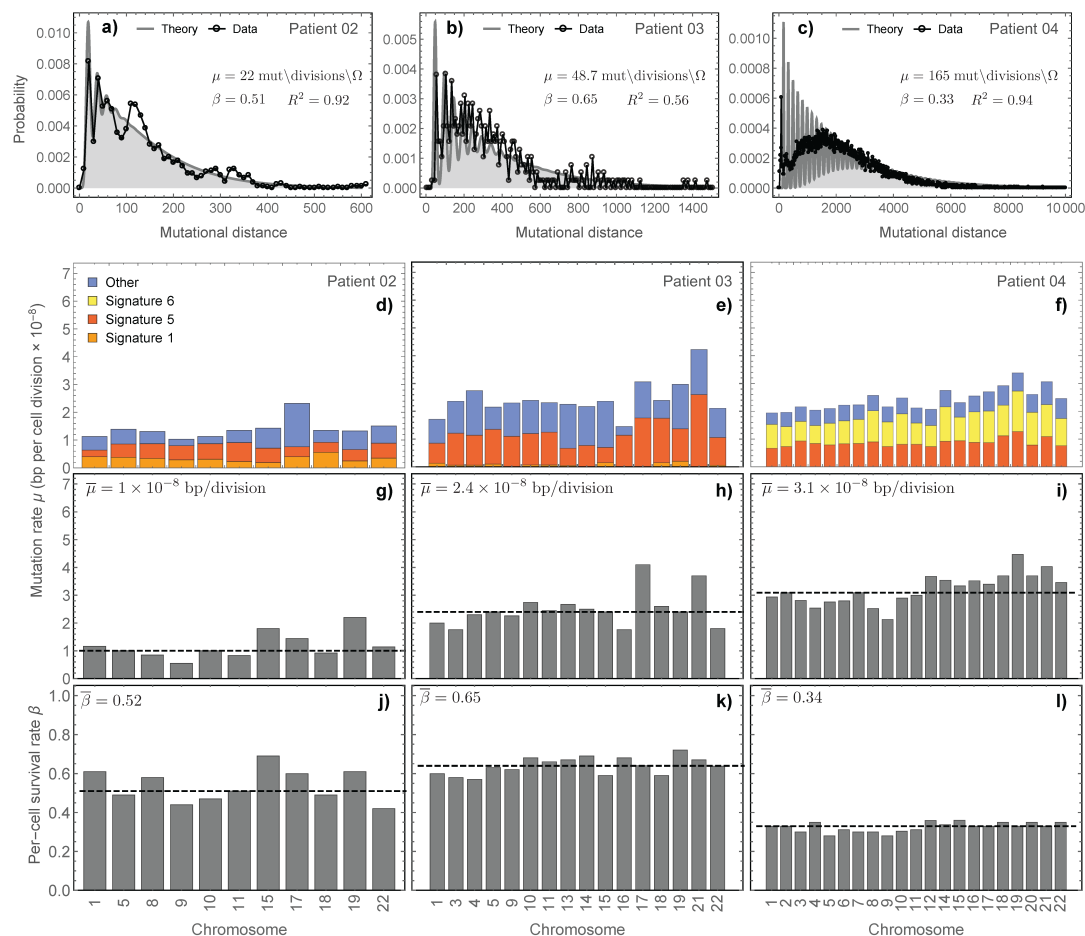 a) Theory Data Patient 02
μ = 22 mut\divisions\Ω
β = 0.51 R² = 0.92
Probability
0.010
0.008
0.006
0.004
0.002
0.000
0 100 200 300 400 500 600
Mutational distance
b) Patient 03
Theory Data
μ = 48.7 mut\divisions\Ω
β = 0.65 R² = 0.56
0.005
0.004
0.003
0.002
0.001
0.000
0 200 400 600 800 1000 1200 1400
Mutational distance
c) Patient 04
Theory Data
μ = 165 mut\divisions\Ω
β = 0.33 R² = 0.94
0.0010
0.0008
0.0006
0.0004
0.0002
0.0000
0 2000 4000 6000 8000 10 000
Mutational distance
Mutation rate μ (bp per cell division × 10⁻⁸)
7
6
5
4
3
2
1
0
Other
Signature 6
Signature 5
Signature 1
Patient 02
d)
Patient 03
e)
Patient 04
f)
7
6
5
4
3
2
1
0
μ̅ = 1 × 10⁻⁸ bp/division g)
μ̅ = 2.4 × 10⁻⁸ bp/division h)
μ̅ = 3.1 × 10⁻⁸ bp/division i)
Per−cell survival rate β
1.0
0.8
0.6
0.4
0.2
0.0
β̅ = 0.52 j)
β̅ = 0.65 k)
β̅ = 0.34 l)
1 5 8 9 10 11 15 17 18 19 22
Chromosome
1 3 4 5 9 10 11 13 14 15 16 17 18 19 21 22
Chromosome
1 2 3 4 5 6 7 8 9 10 11 12 14 15 16 17 18 19 20 21 22
Chromosome